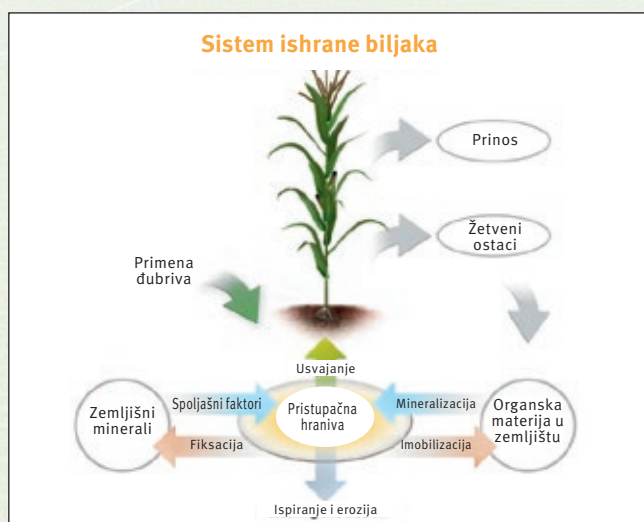 Sistem ishrane biljaka
Prinos
Žetveni
ostaci
Primena
đubriva
Usvajanje
Zemljišni
minerali
Spoljašni faktori
Fiksacija
Pristupačna
hraniva
Mineralizacija
Imobilizacija
Organska
materija u
zemljištu
Ispiranje i erozija